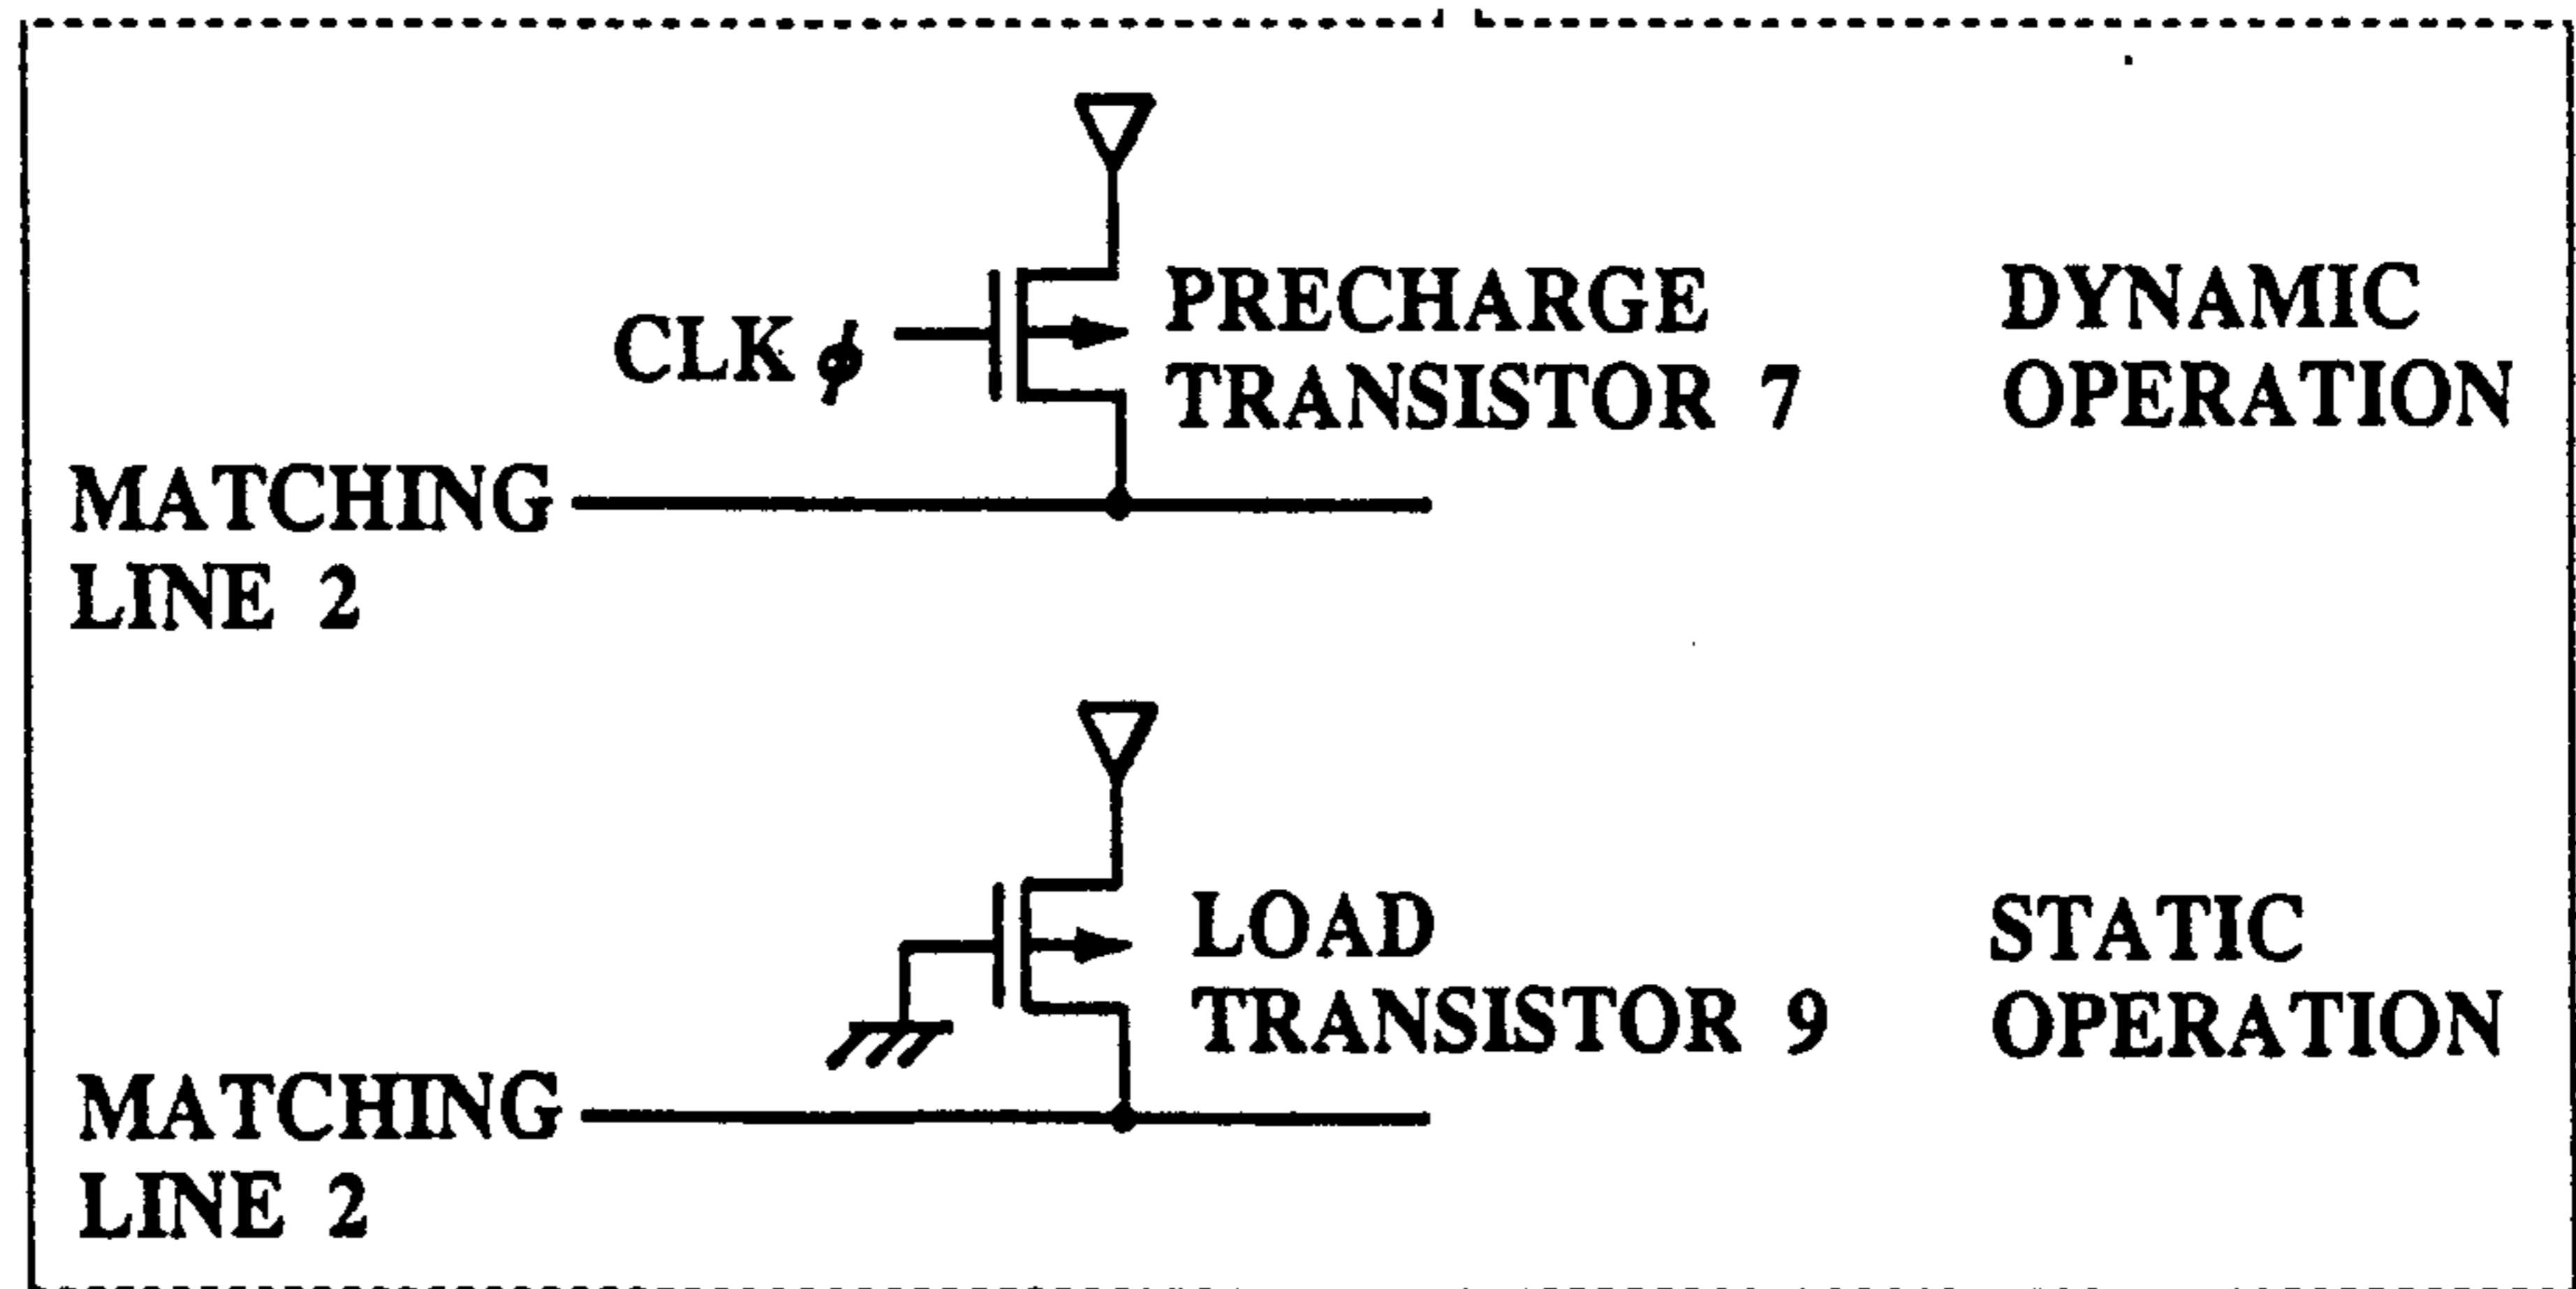 CLK ϕ
PRECHARGE
TRANSISTOR 7
DYNAMIC
OPERATION
MATCHING
LINE 2
LOAD
TRANSISTOR 9
STATIC
OPERATION
MATCHING
LINE 2